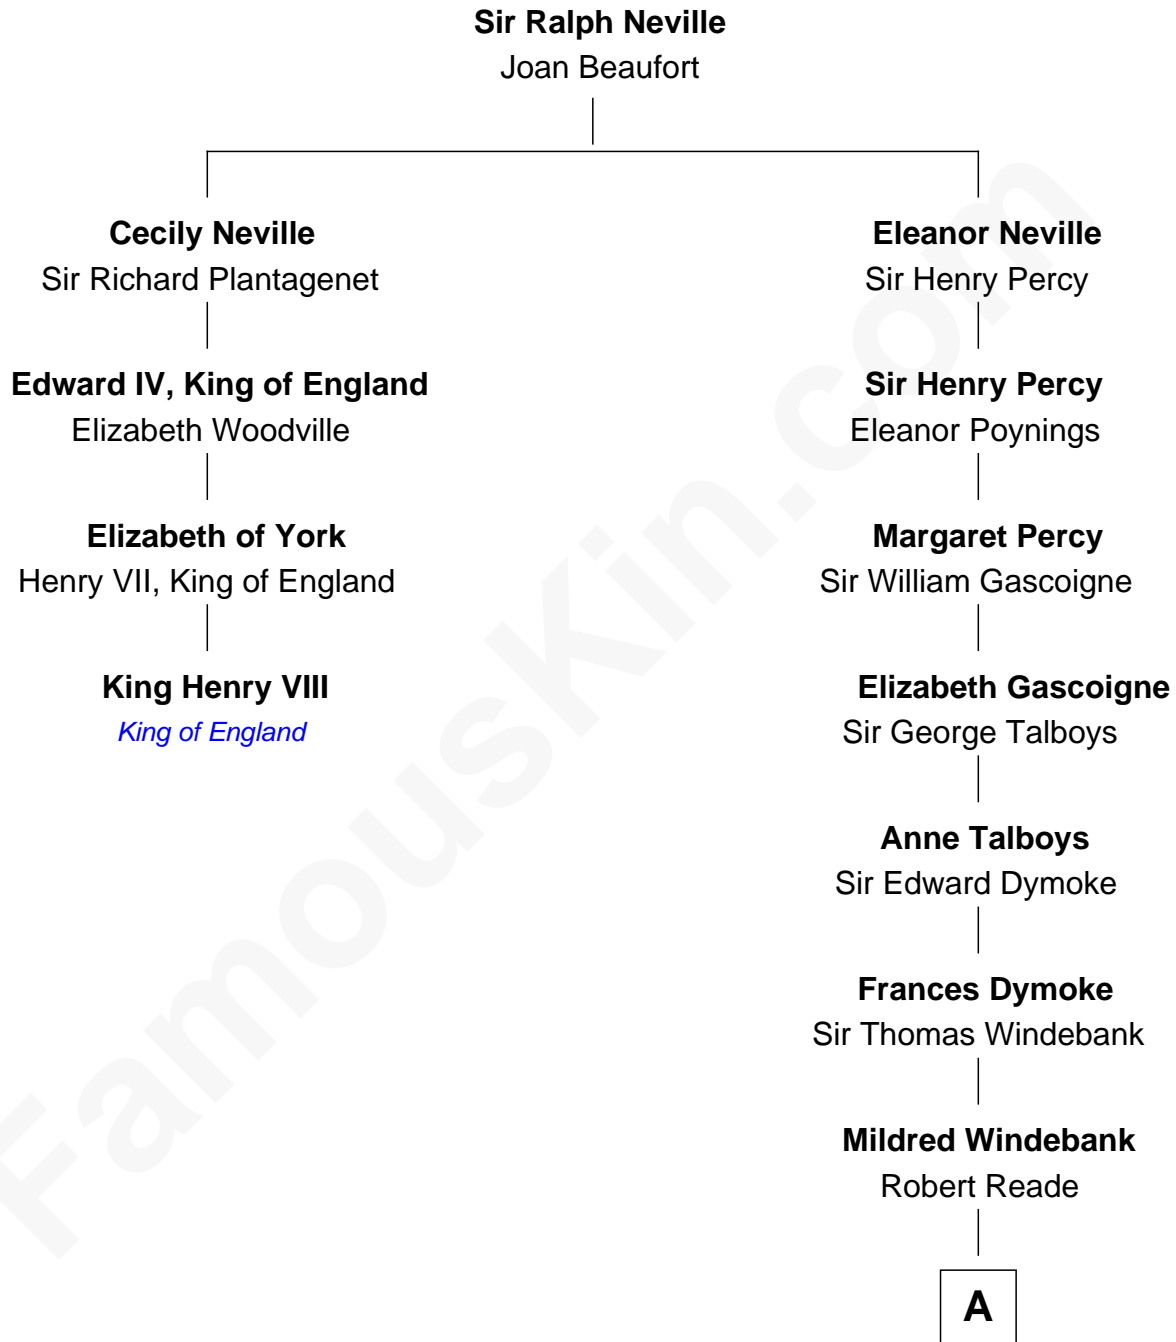 Sir Ralph Neville
Joan Beaufort
Cecily Neville
Sir Richard Plantagenet
Edward IV, King of England
Elizabeth Woodville
Elizabeth of York
Henry VII, King of England
King Henry VIII
King of England
Eleanor Neville
Sir Henry Percy
Sir Henry Percy
Eleanor Poynings
Margaret Percy
Sir William Gascoigne
Elizabeth Gascoigne
Sir George Talboys
Anne Talboys
Sir Edward Dymoke
Frances Dymoke
Sir Thomas Windebank
Mildred Windebank
Robert Reade
A
FamousKin.com